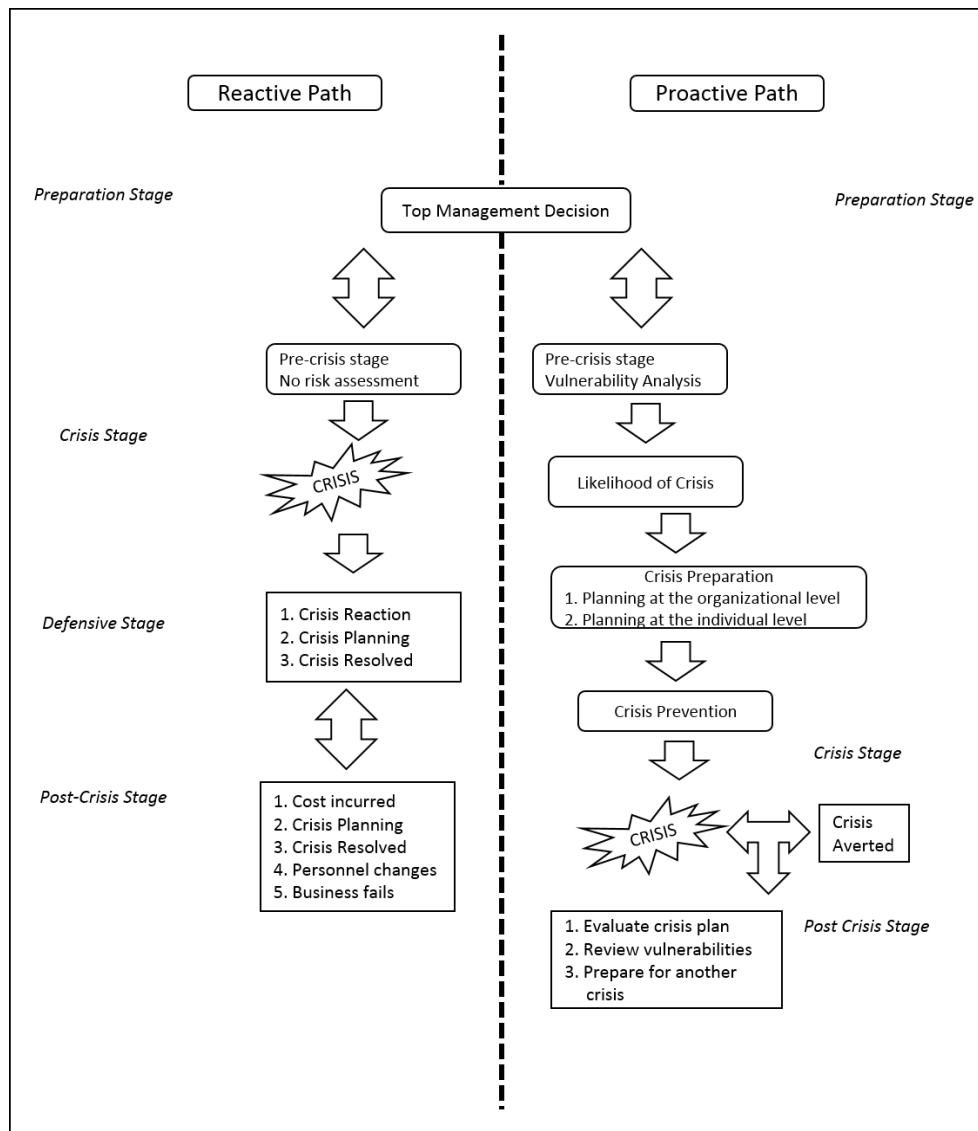 Reactive Path
Proactive Path
Preparation Stage
Preparation Stage
Top Management Decision
Pre-crisis stage
No risk assessment
Pre-crisis stage
Vulnerability Analysis
Crisis Stage
CRISIS
Likelihood of Crisis
Crisis Preparation
1. Planning at the organizational level
2. Planning at the individual level
Defensive Stage
1. Crisis Reaction
2. Crisis Planning
3. Crisis Resolved
Crisis Prevention
Crisis Stage
Post-Crisis Stage
1. Cost incurred
2. Crisis Planning
3. Crisis Resolved
4. Personnel changes
5. Business fails
CRISIS
Crisis
Averted
1. Evaluate crisis plan
2. Review vulnerabilities
3. Prepare for another
crisis
Post Crisis Stage